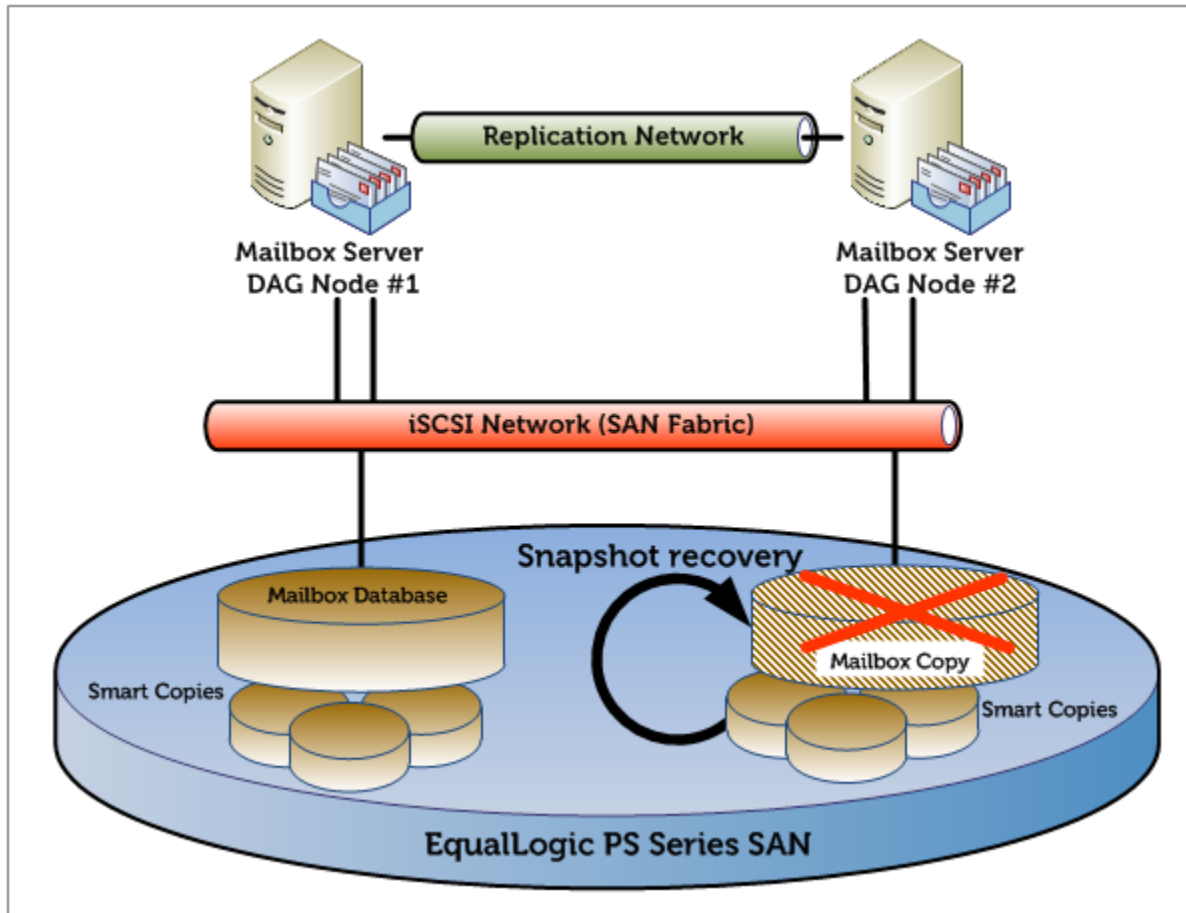 Replication Network
Mailbox Server
DAG Node #1
Mailbox Server
DAG Node #2
iSCSI Network (SAN Fabric)
Snapshot recovery
Mailbox Database
Mailbox Copy
Smart Copies
Smart Copies
EqualLogic PS Series SAN